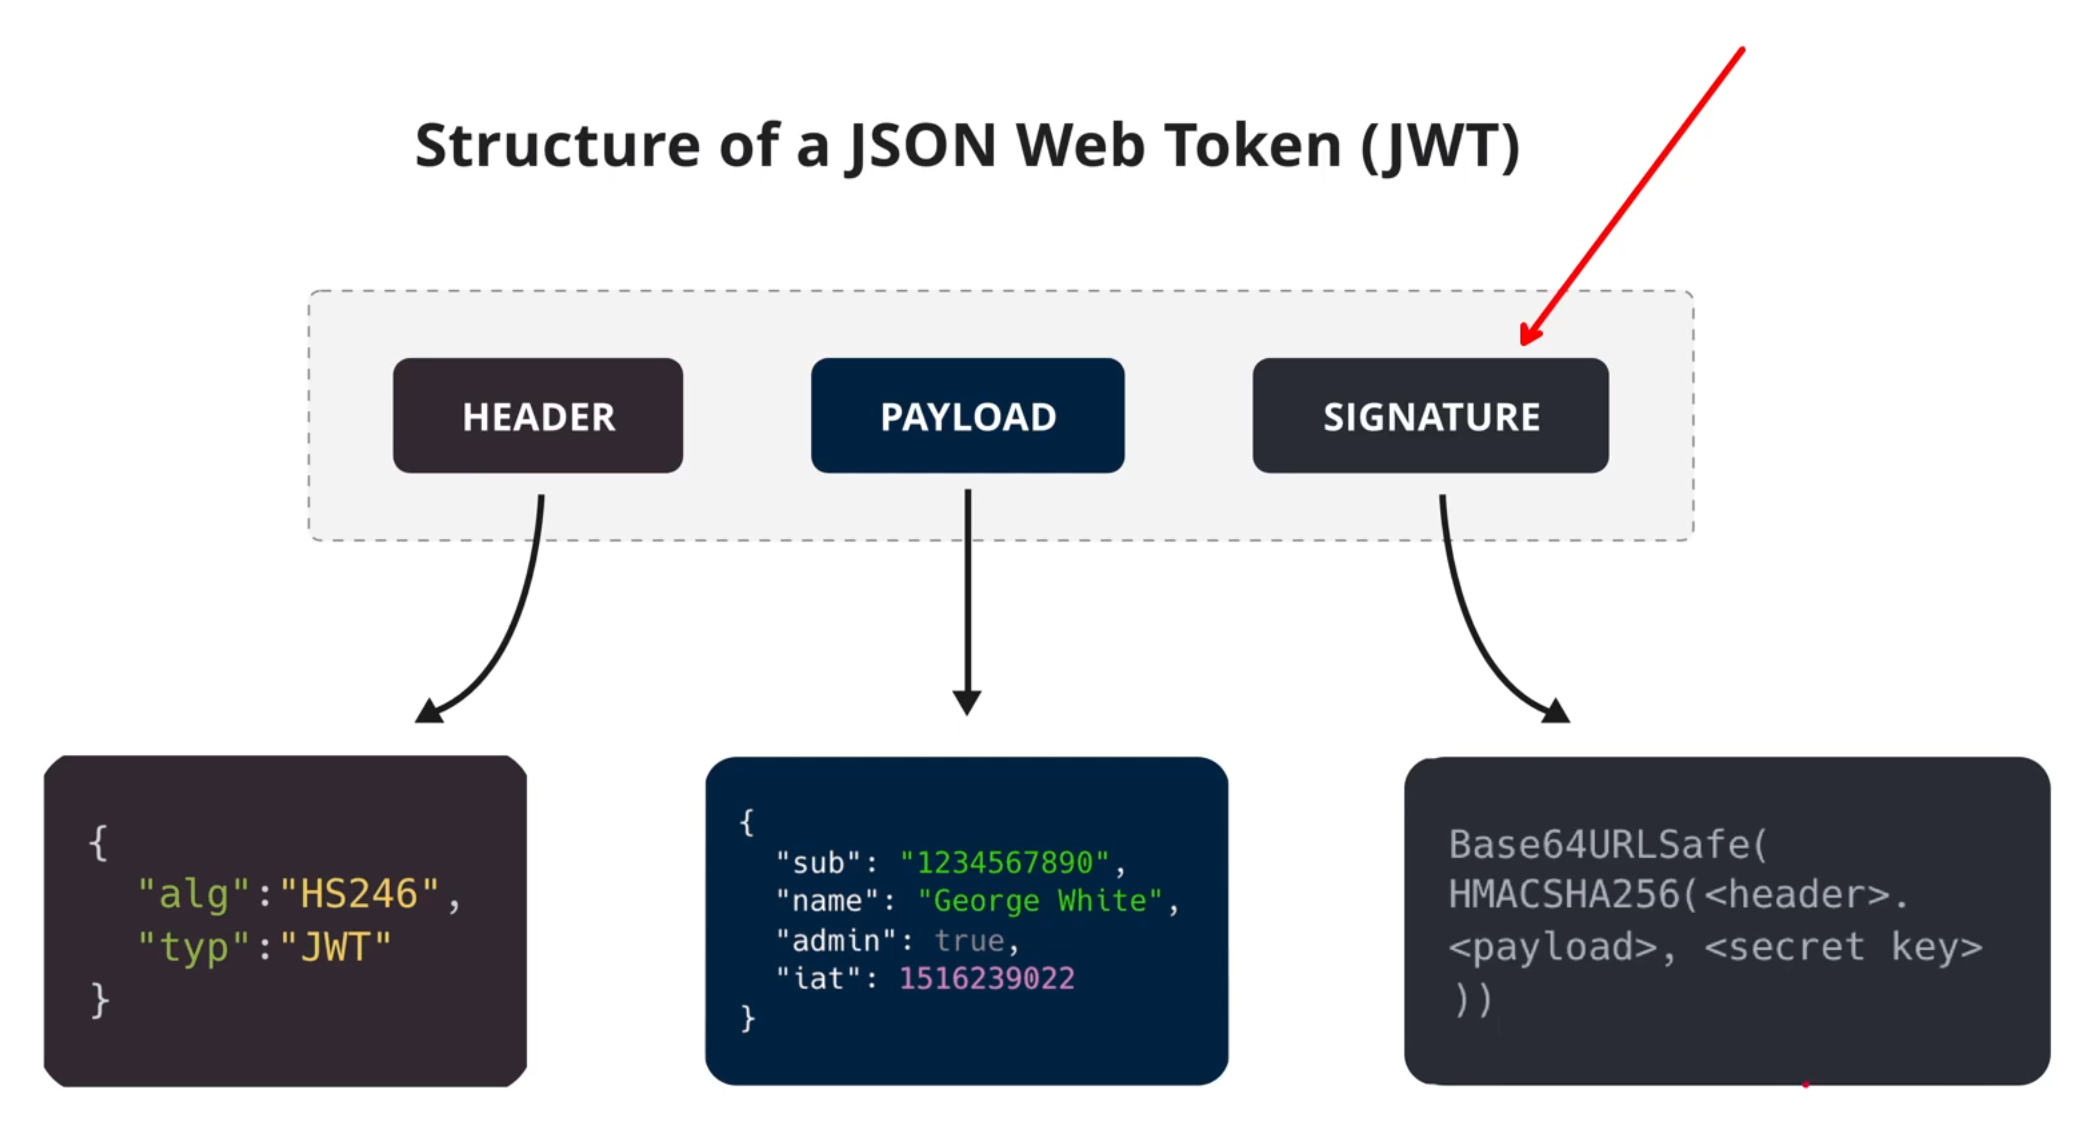 Structure of a JSON Web Token (JWT)
HEADER
PAYLOAD
SIGNATURE
{
"alg":"HS246",
"typ":"JWT"
}
{
"sub": "1234567890",
"name": "George White",
"admin": true,
"iat": 1516239022
}
Base64URLSafe(
HMACSHA256(<header>.
<payload>, <secret key>
))